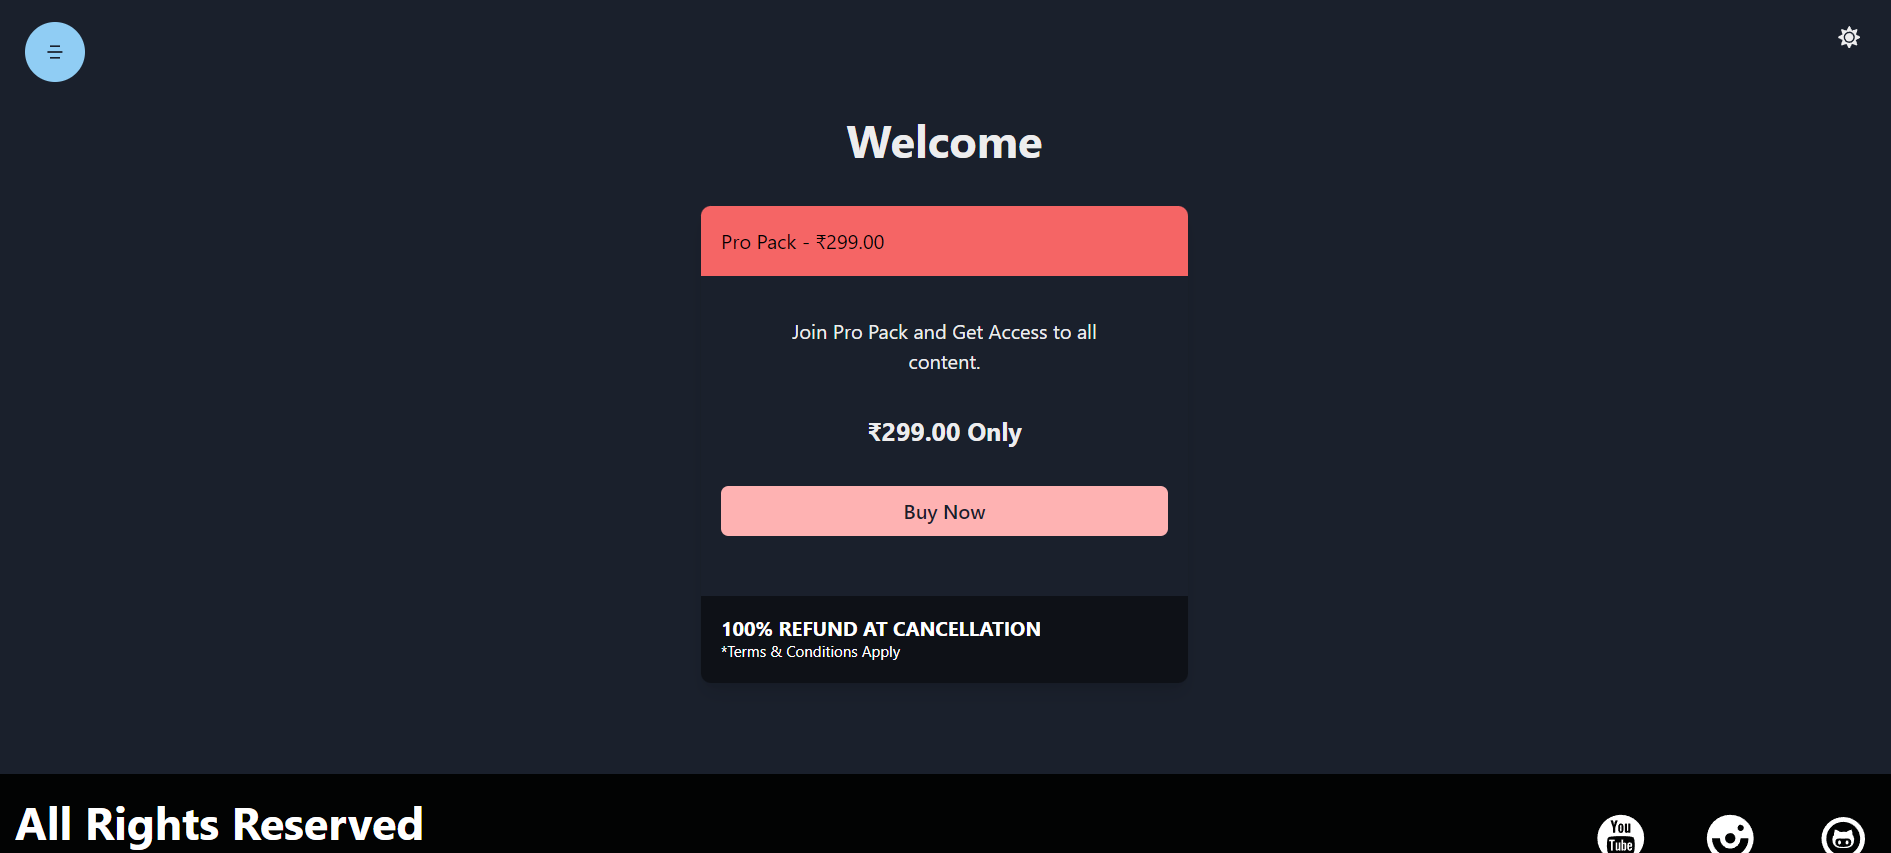 Welcome
Pro Pack - ₹299.00
Join Pro Pack and Get Access to all
content.
₹299.00 Only
Buy Now
100% REFUND AT CANCELLATION
*Terms & Conditions Apply
All Rights Reserved
You
Tube